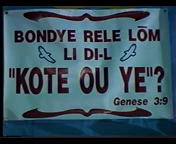 BONDYE RELE LÒM
LI DI-L
"KOTE OU YE"?
Genese 3:9